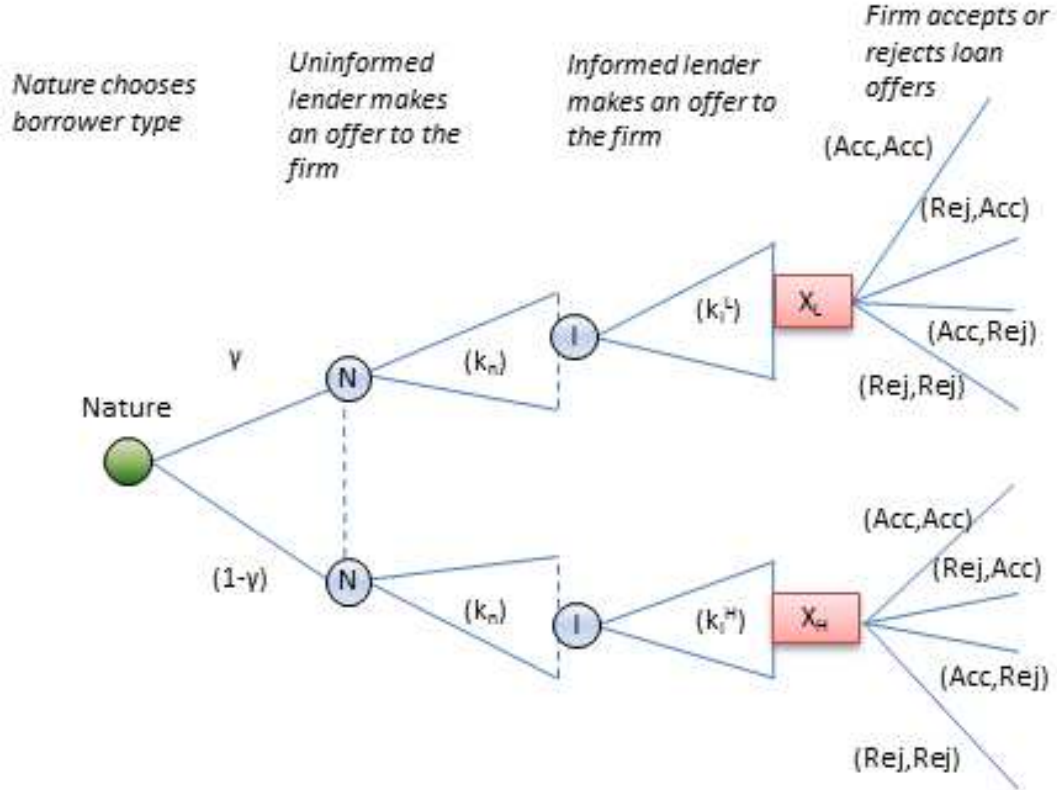 Nature chooses
borrower type
Uninformed
lender makes
an offer to the
firm
Informed lender
makes an offer to
the firm
Firm accepts or
rejects loan
offers
Nature
γ
(1-γ)
N
(kₙ)
I
(kᵢᴸ)
X_L
(Acc,Acc)
(Rej,Acc)
(Acc,Rej)
(Rej,Rej)
N
(kₙ)
I
(kᵢᴴ)
X_H
(Acc,Acc)
(Rej,Acc)
(Acc,Rej)
(Rej,Rej)